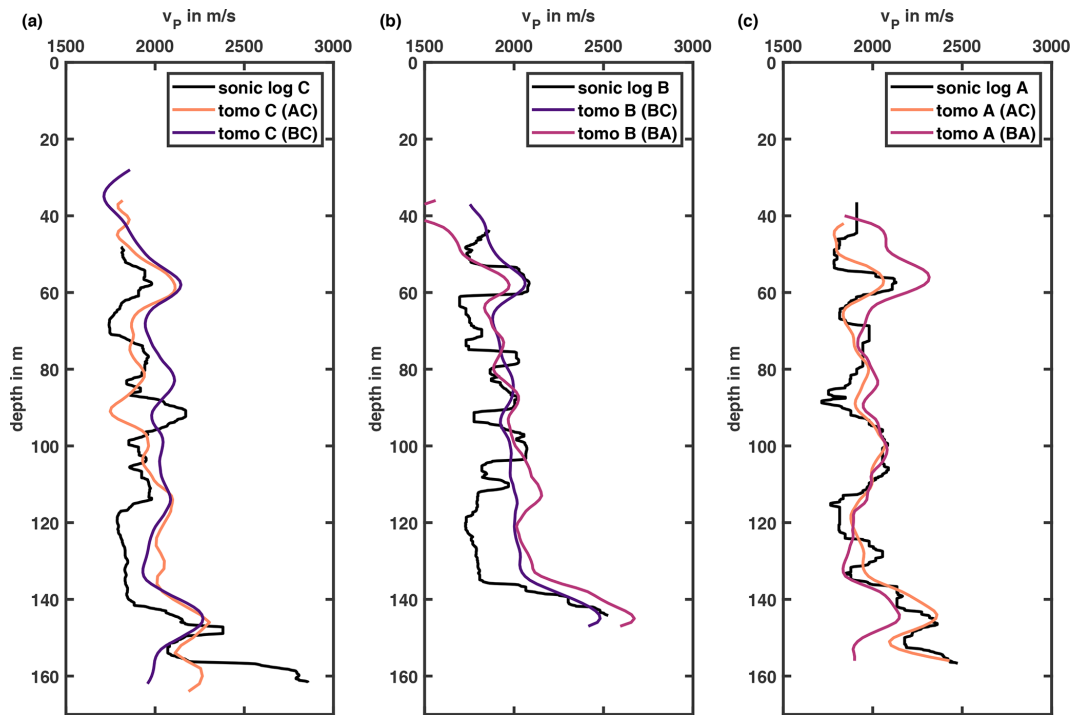 (a)
v_P in m/s
1500 2000 2500 3000
0
20
40
60
80
100
120
140
160
depth in m
sonic log C
tomo C (AC)
tomo C (BC)
(b)
v_P in m/s
1500 2000 2500 3000
0
20
40
60
80
100
120
140
160
depth in m
sonic log B
tomo B (BC)
tomo B (BA)
(c)
v_P in m/s
1500 2000 2500 3000
0
20
40
60
80
100
120
140
160
depth in m
sonic log A
tomo A (AC)
tomo A (BA)